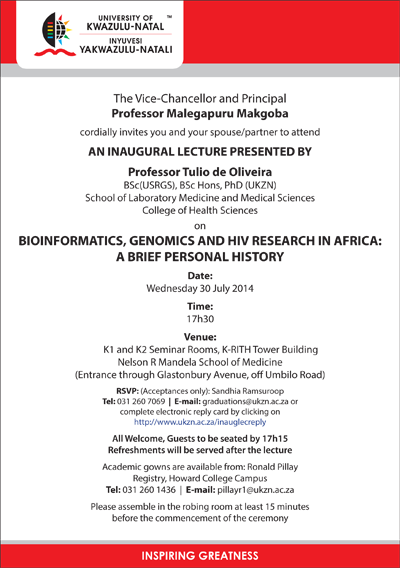 UNIVERSITY OF ™
KWAZULU-NATAL
INYUVESI
YAKWAZULU-NATALI
The Vice-Chancellor and Principal
Professor Malegapuru Makgoba
cordially invites you and your spouse/partner to attend
AN INAUGURAL LECTURE PRESENTED BY
Professor Tulio de Oliveira
BSc(USRGS), BSc Hons, PhD (UKZN)
School of Laboratory Medicine and Medical Sciences
College of Health Sciences
on
BIOINFORMATICS, GENOMICS AND HIV RESEARCH IN AFRICA:
A BRIEF PERSONAL HISTORY
Date:
Wednesday 30 July 2014
Time:
17h30
Venue:
K1 and K2 Seminar Rooms, K-RITH Tower Building
Nelson R Mandela School of Medicine
(Entrance through Glastonbury Avenue, off Umbilo Road)
RSVP: (Acceptances only): Sandhia Ramsuroop
Tel: 031 260 7069 | E-mail: graduations@ukzn.ac.za or
complete electronic reply card by clicking on
http://www.ukzn.ac.za/inauglecreply
All Welcome, Guests to be seated by 17h15
Refreshments will be served after the lecture
Academic gowns are available from: Ronald Pillay
Registry, Howard College Campus
Tel: 031 260 1436 | E-mail: pillayr1@ukzn.ac.za
Please assemble in the robing room at least 15 minutes
before the commencement of the ceremony
INSPIRING GREATNESS